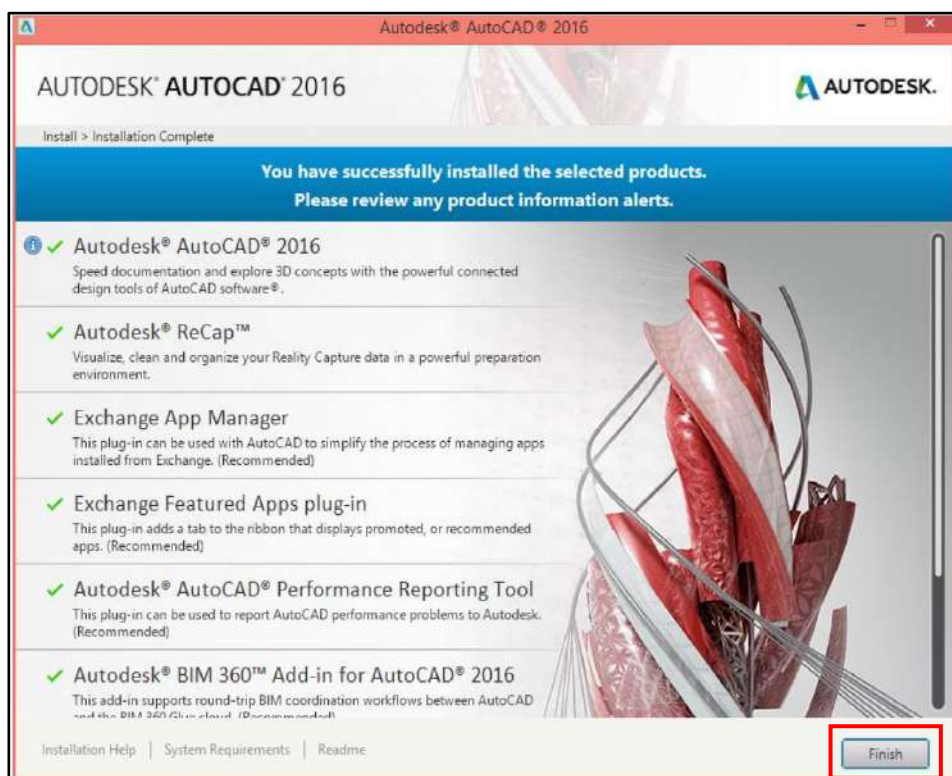 Autodesk® AutoCAD® 2016
AUTODESK® AUTOCAD® 2016
AUTODESK.
Install > Installation Complete
You have successfully installed the selected products.
Please review any product information alerts.
Autodesk® AutoCAD® 2016
Speed documentation and explore 3D concepts with the powerful connected
design tools of AutoCAD software®.
Autodesk® ReCap™
Visualize, clean and organize your Reality Capture data in a powerful preparation
environment.
Exchange App Manager
This plug-in can be used with AutoCAD to simplify the process of managing apps
installed from Exchange. (Recommended)
Exchange Featured Apps plug-in
This plug-in adds a tab to the ribbon that displays promoted, or recommended
apps. (Recommended)
Autodesk® AutoCAD® Performance Reporting Tool
This plug-in can be used to report AutoCAD performance problems to Autodesk.
(Recommended)
Autodesk® BIM 360™ Add-in for AutoCAD® 2016
This add-in supports round-trip BIM coordination workflows between AutoCAD
and the BIM 360 Glue cloud. (Recommended)
Installation Help | System Requirements | Readme
Finish